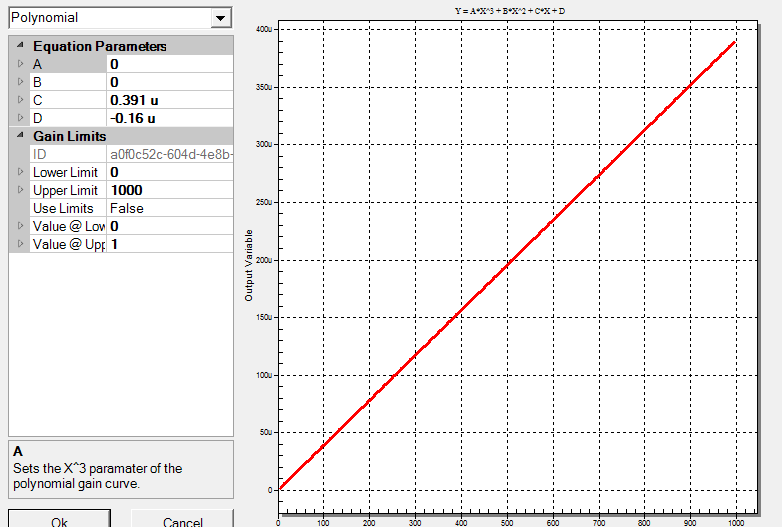 Polynomial
Equation Parameters
A 0
B 0
C 0.391 u
D -0.16 u
Gain Limits
ID a0f0c52c-604d-4e8b-
Lower Limit 0
Upper Limit 1000
Use Limits False
Value @ Low 0
Value @ Upp 1
A
Sets the X^3 paramater of the
polynomial gain curve.
Ok Cancel
Y = A*X^3 + B*X^2 + C*X + D
Output Variable
400u
350u
300u
250u
200u
150u
100u
50u
0
0 100 200 300 400 500 600 700 800 900 1000